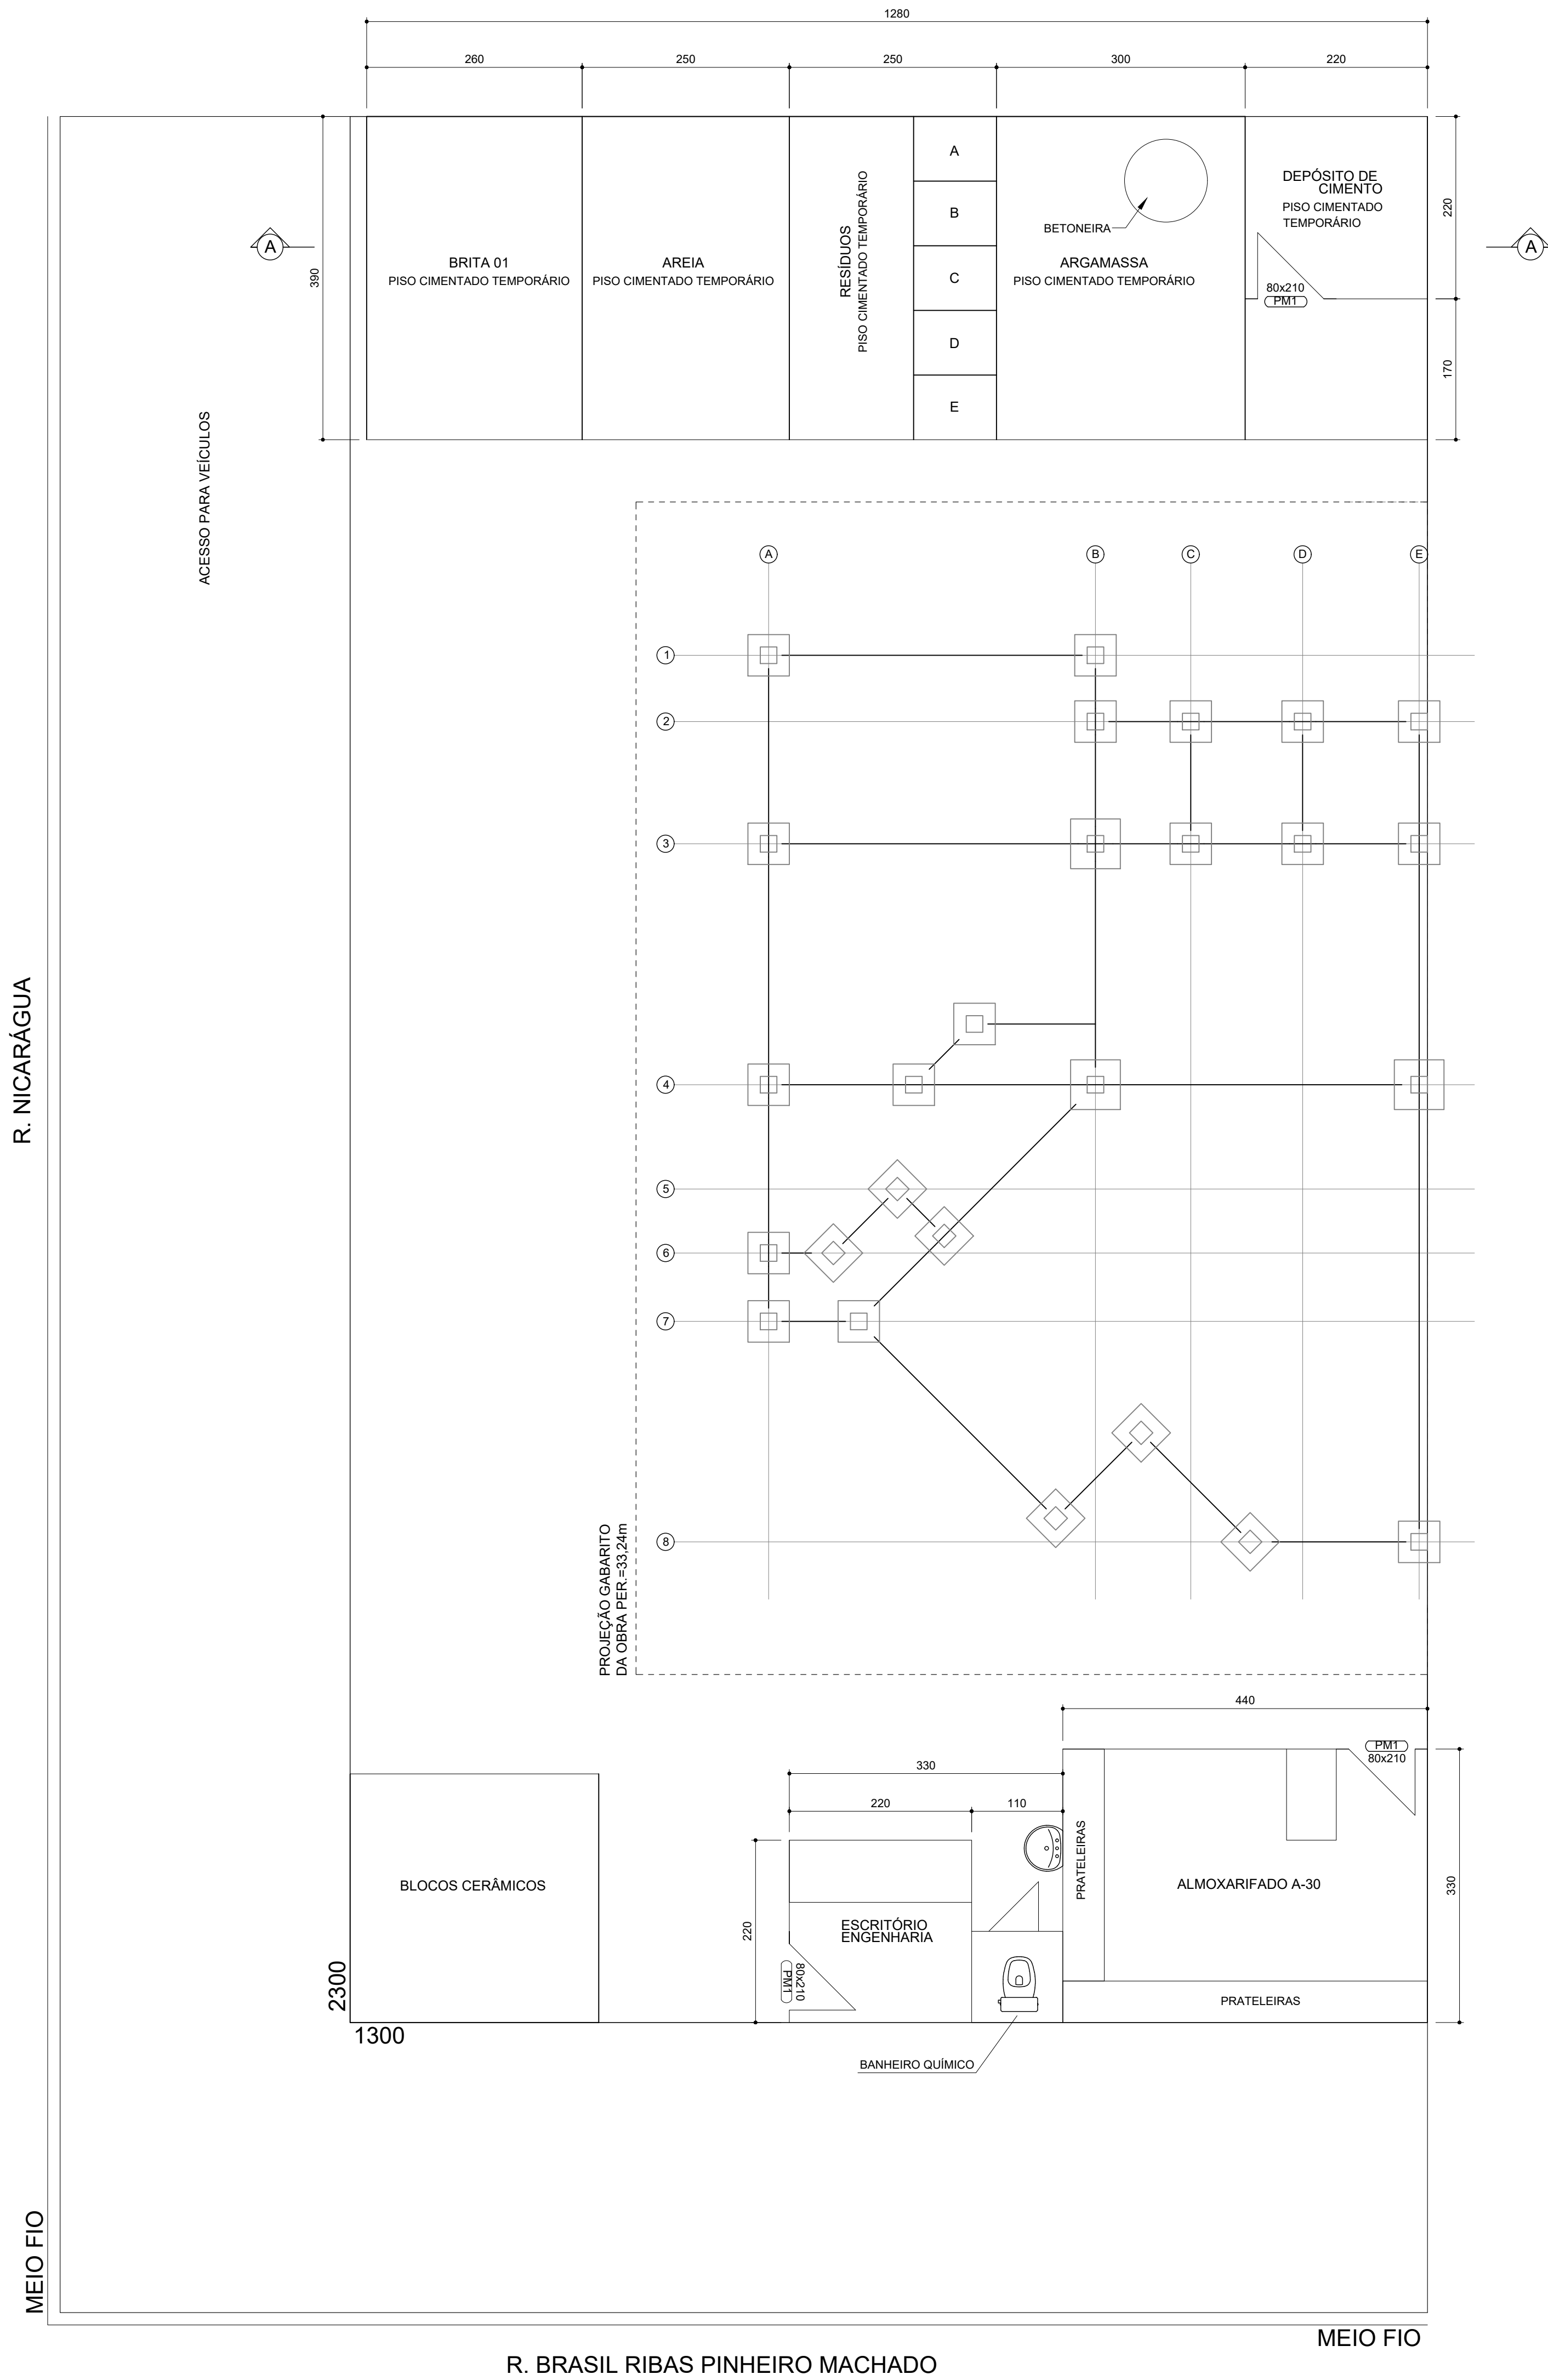 1280
260
250
250
300
220
A
B
C
D
E
BETONEIRA
DEPÓSITO DE
CIMENTO
PISO CIMENTADO
TEMPORÁRIO
80x210
PM1
220
170
390
A
A
BRITA 01
PISO CIMENTADO TEMPORÁRIO
AREIA
PISO CIMENTADO TEMPORÁRIO
RESÍDUOS
PISO CIMENTADO TEMPORÁRIO
ARGAMASSA
PISO CIMENTADO TEMPORÁRIO
ACESSO PARA VEÍCULOS
A
B
C
D
E
1
2
3
4
5
6
7
8
R. NICARÁGUA
PROJEÇÃO GABARITO
DA OBRA PER.=33,24m
440
PM1
80x210
330
220
110
PRATELEIRAS
BLOCOS CERÂMICOS
ALMOXARIFADO A-30
330
220
ESCRITÓRIO
ENGENHARIA
80x210
PM1
PRATELEIRAS
2300
1300
BANHEIRO QUÍMICO
MEIO FIO
MEIO FIO
R. BRASIL RIBAS PINHEIRO MACHADO